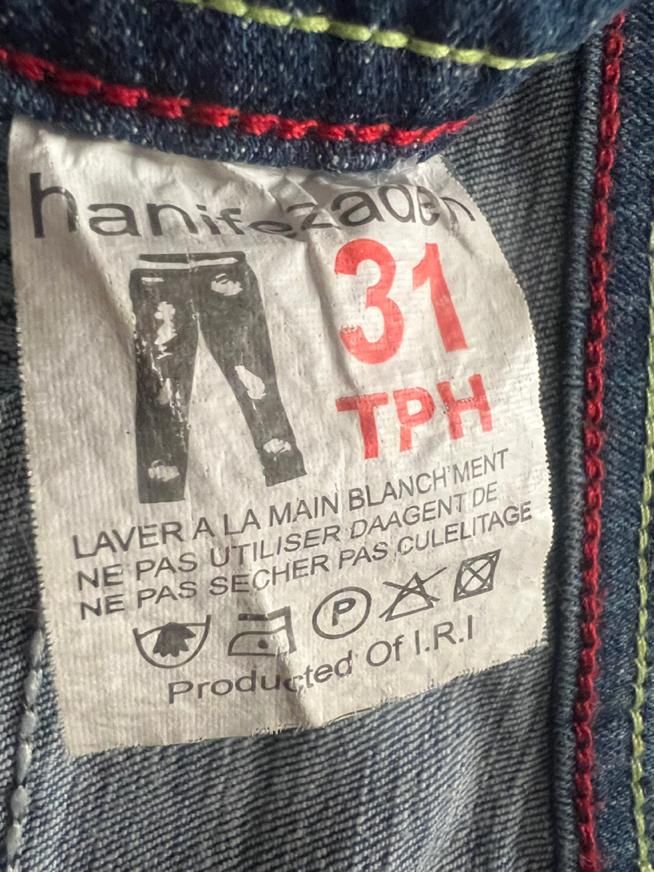 hanifezadeh
31
TPH
LAVER A LA MAIN BLANCH'MENT
NE PAS UTILISER DAAGENT DE
NE PAS SECHER PAS CULELITAGE
P
Producted Of I.R.I